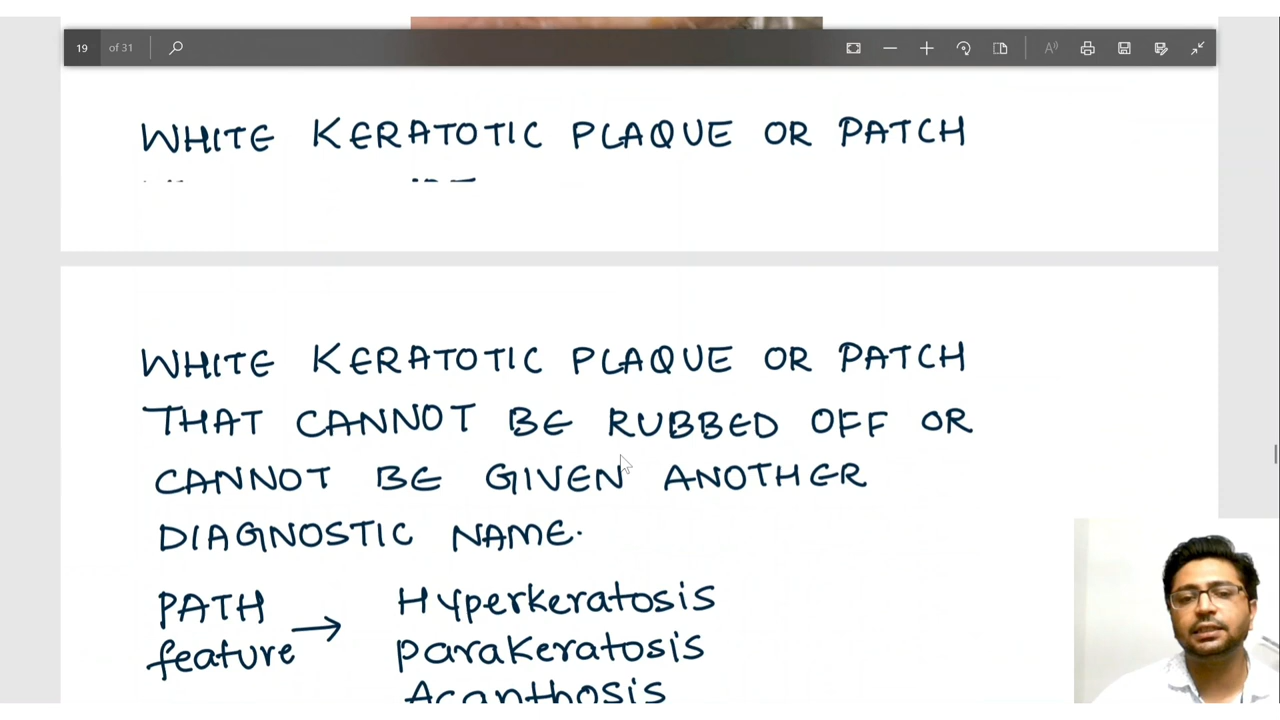 19 of 31
WHITE KERATOTIC PLAQUE OR PATCH
WHITE KERATOTIC PLAQUE OR PATCH
THAT CANNOT BE RUBBED OFF OR
CANNOT BE GIVEN ANOTHER
DIAGNOSTIC NAME.
PATH feature → Hyperkeratosis
Parakeratosis
Acanthosis